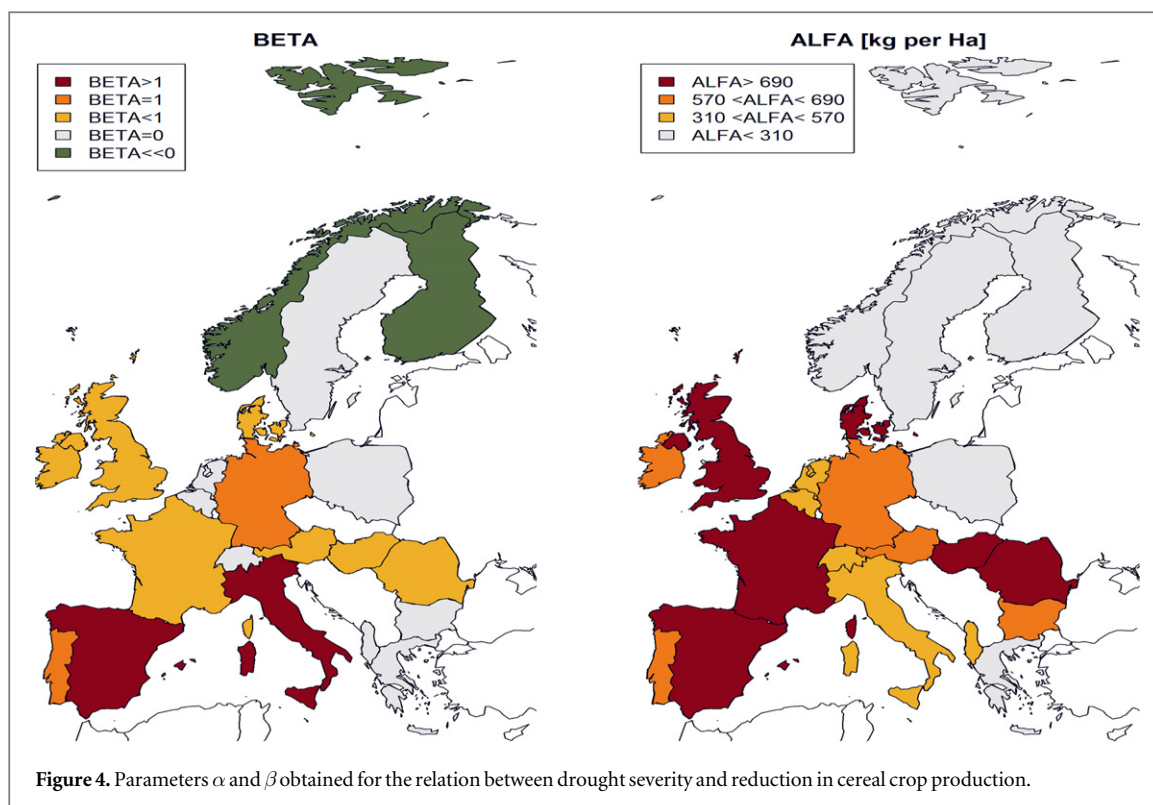 BETA
BETA>1
BETA=1
BETA<1
BETA=0
BETA<<0
ALFA [kg per Ha]
ALFA> 690
570 <ALFA< 690
310 <ALFA< 570
ALFA< 310
Figure 4. Parameters α and β obtained for the relation between drought severity and reduction in cereal crop production.